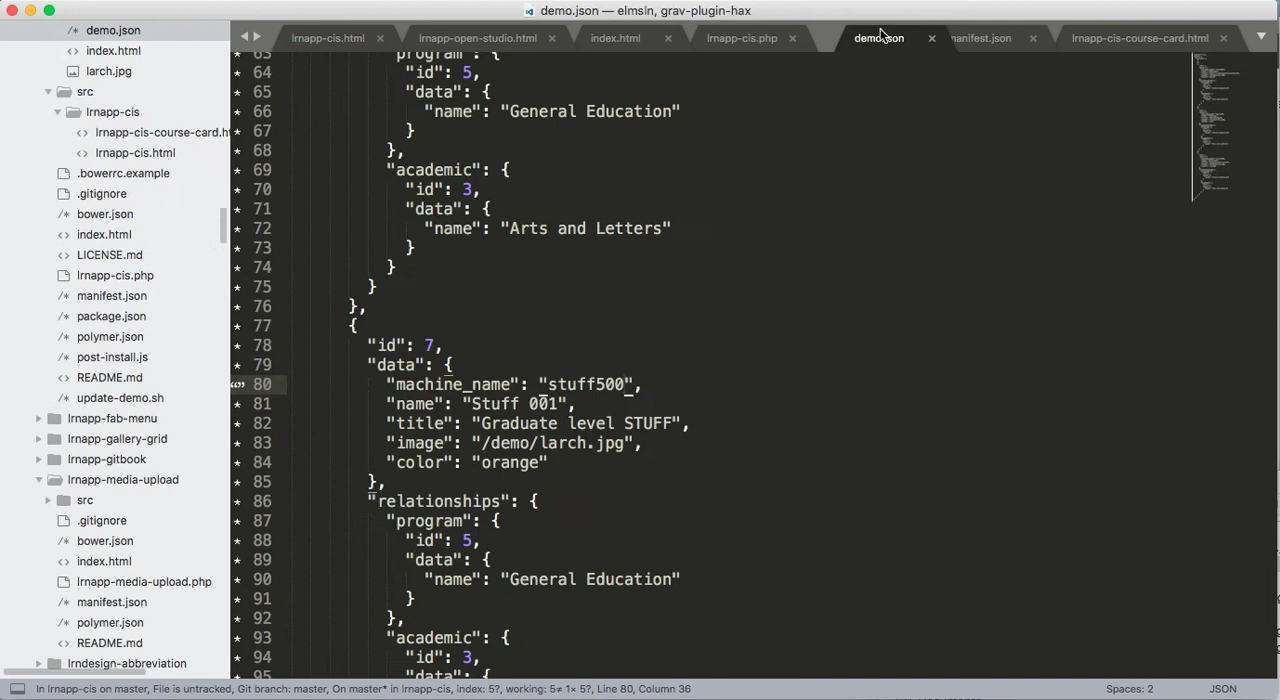 demo.json — elmsln, grav-plugin-hax
/* demo.json
<> index.html
larch.jpg
src
lrnapp-cis
<> lrnapp-cis-course-card.ht
<> lrnapp-cis.html
.bowerrc.example
.gitignore
/* bower.json
<> index.html
<> LICENSE.md
lrnapp-cis.php
/* manifest.json
/* package.json
/* polymer.json
/* post-install.js
<> README.md
/* update-demo.sh
lrnapp-fab-menu
lrnapp-gallery-grid
lrnapp-gitbook
lrnapp-media-upload
src
.gitignore
/* bower.json
<> index.html
lrnapp-media-upload.php
/* manifest.json
/* polymer.json
<> README.md
lrndesign-abbreviation
lrnapp-cis.html × lrnapp-open-studio.html × index.html × lrnapp-cis.php × demo.json × manifest.json × lrnapp-cis-course-card.html ×
* 63 "program": {
* 64 "id": 5,
* 65 "data": {
* 66 "name": "General Education"
* 67 }
* 68 },
* 69 "academic": {
* 70 "id": 3,
* 71 "data": {
* 72 "name": "Arts and Letters"
* 73 }
* 74 }
* 75 }
* 76 },
* 77 {
* 78 "id": 7,
* 79 "data": {
“” 80 "machine_name": "stuff500",
* 81 "name": "Stuff 001",
* 82 "title": "Graduate level STUFF",
* 83 "image": "/demo/larch.jpg",
* 84 "color": "orange"
* 85 },
* 86 "relationships": {
* 87 "program": {
* 88 "id": 5,
* 89 "data": {
* 90 "name": "General Education"
* 91 }
* 92 },
* 93 "academic": {
* 94 "id": 3,
* 95 "data": {
In lrnapp-cis on master, File is untracked, Git branch: master, On master* in lrnapp-cis, index: 5?, working: 5≠ 1× 5?, Line 80, Column 36
Spaces: 2
JSON